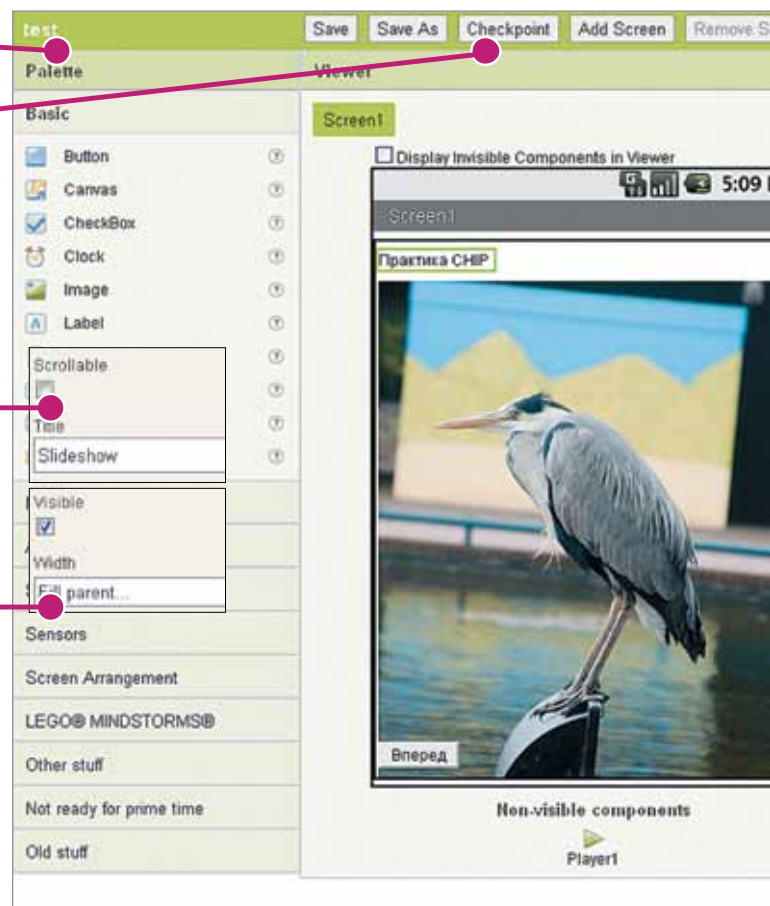 test
Save
Save As
Checkpoint
Add Screen
Palette
Viewer
Basic
Screen1
Button
Canvas
CheckBox
Clock
Image
Label
Display Invisible Components in Viewer
5:09
Screen1
Практика CHIP
Scrollable
Title
Slideshow
Visible
Width
Fill parent...
Sensors
Screen Arrangement
LEGO® MINDSTORMS®
Other stuff
Not ready for prime time
Old stuff
Вперед
Non-visible components
Player1